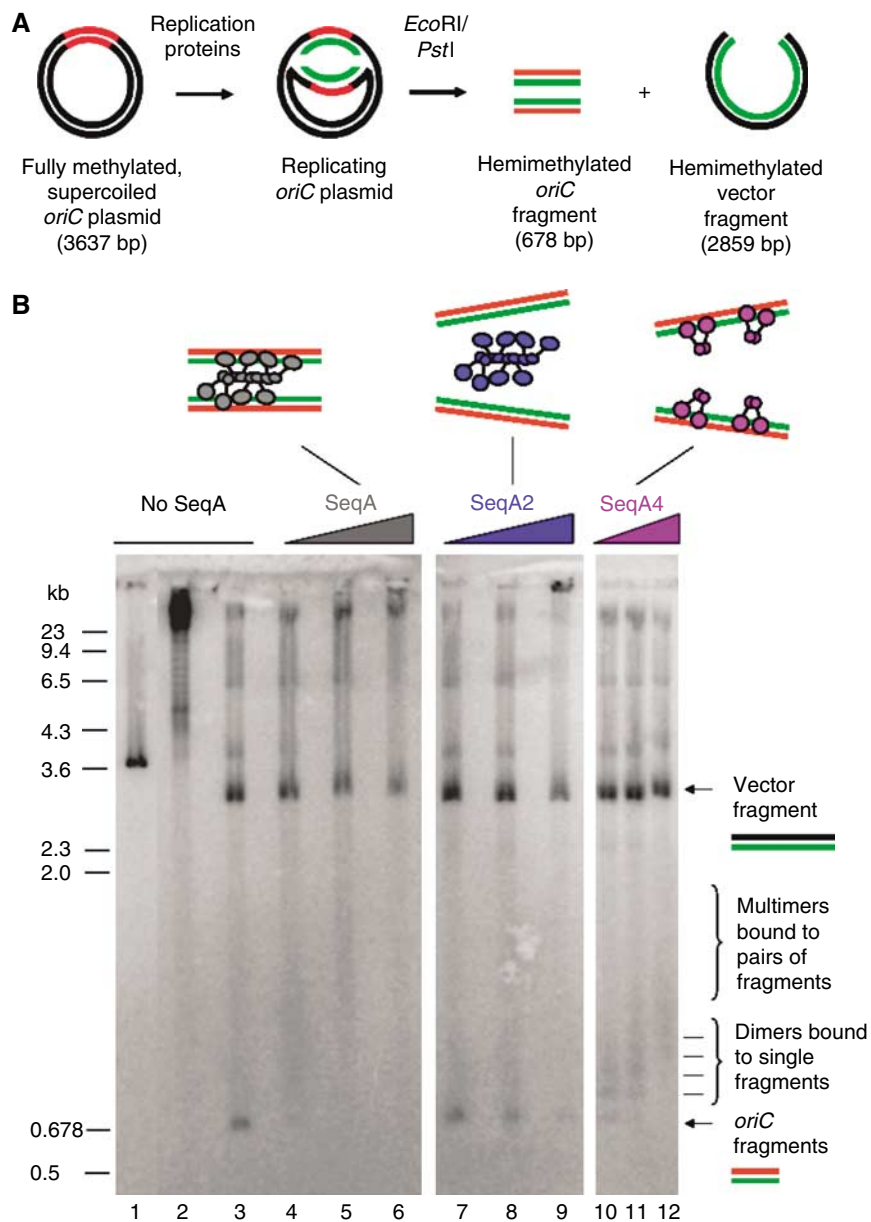 A
Replication
proteins
EcoRI/
PstI
+
Fully methylated,
supercoiled
oriC plasmid
(3637 bp)
Replicating
oriC plasmid
Hemimethylated
oriC
fragment
(678 bp)
Hemimethylated
vector
fragment
(2859 bp)
B
No SeqA
SeqA
SeqA2
SeqA4
kb
23
9.4
6.5
4.3
3.6
2.3
2.0
0.678
0.5
Vector
fragment
Multimers
bound to
pairs of
fragments
Dimers bound
to single
fragments
oriC
fragments
1 2 3 4 5 6 7 8 9 10 11 12